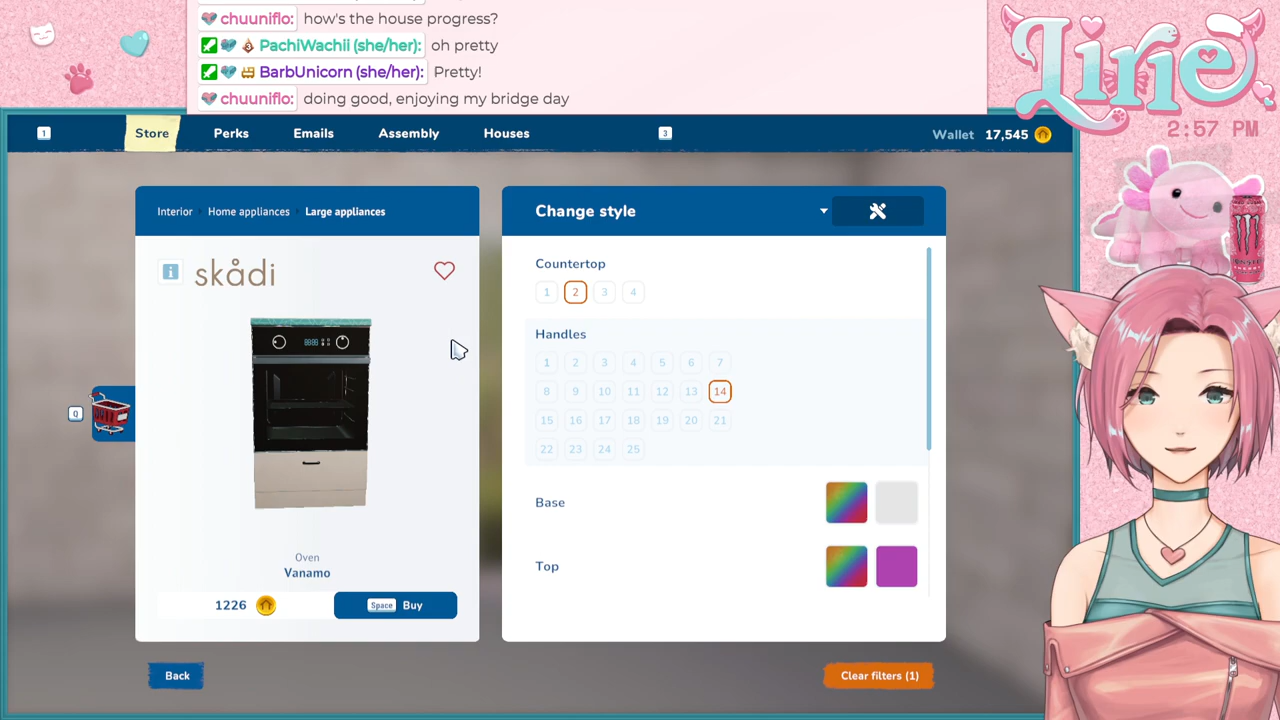 chuuniflo: how's the house progress?
3 PachiWachii (she/her): oh pretty
BarbUnicorn (she/her): Pretty!
chuuniflo: doing good, enjoying my bridge day
Lirie
2:57 PM
1 Store Perks Emails Assembly Houses 3 Wallet 17,545
Interior Home appliances Large appliances
Change style
i skådi
Countertop
1 2 3 4
Handles
1 2 3 4 5 6 7
8 9 10 11 12 13 14
15 16 17 18 19 20 21
22 23 24 25
Q
Base
Top
Oven
Vanamo
1226 Space Buy
Back
Clear filters (1)